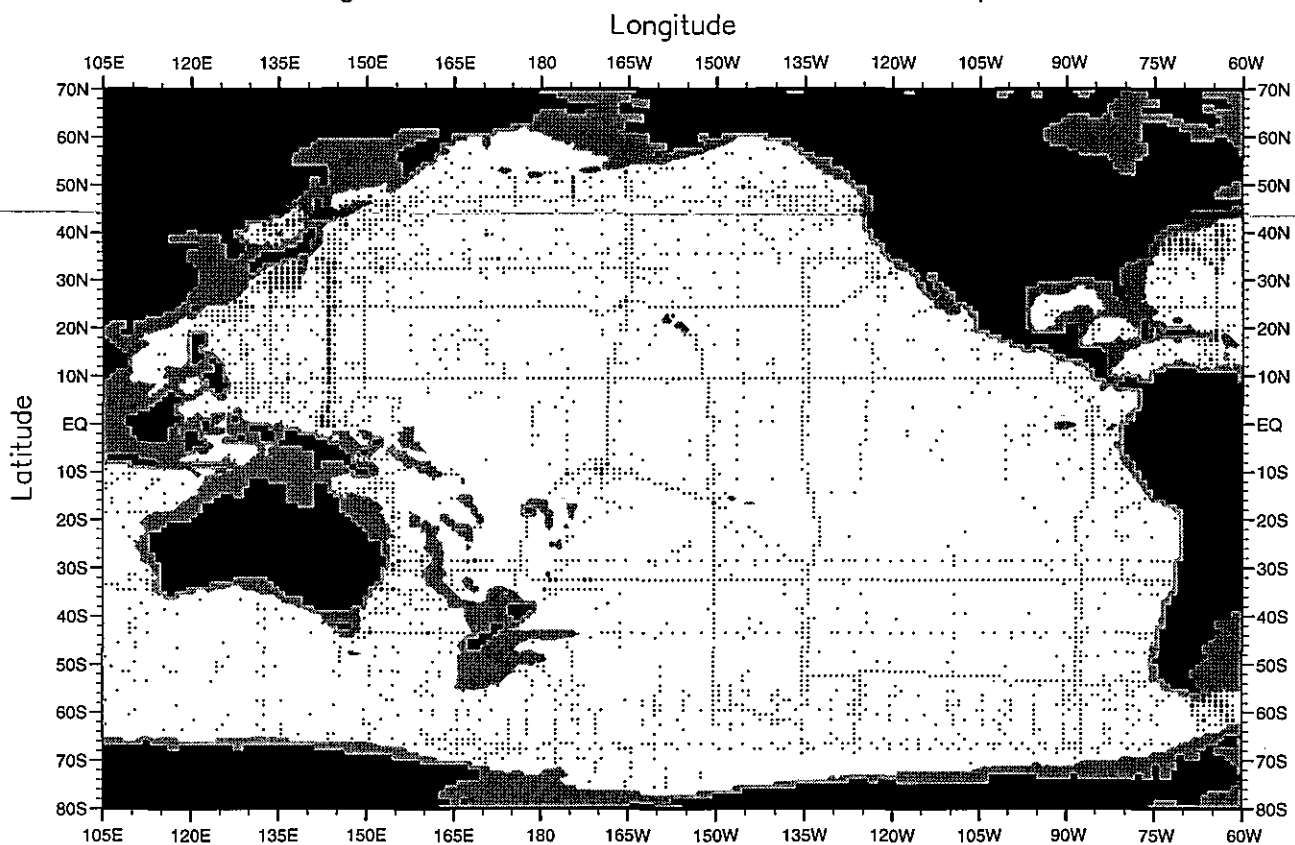 Longitude
105E 120E 135E 150E 165E 180 165W 150W 135W 120W 105W 90W 75W 60W
70N 70N
60N 60N
50N 50N
40N 40N
30N 30N
20N 20N
10N 10N
EQ EQ
10S 10S
20S 20S
30S 30S
40S 40S
50S 50S
60S 60S
70S 70S
80S 80S
Latitude
105E 120E 135E 150E 165E 180 165W 150W 135W 120W 105W 90W 75W 60W